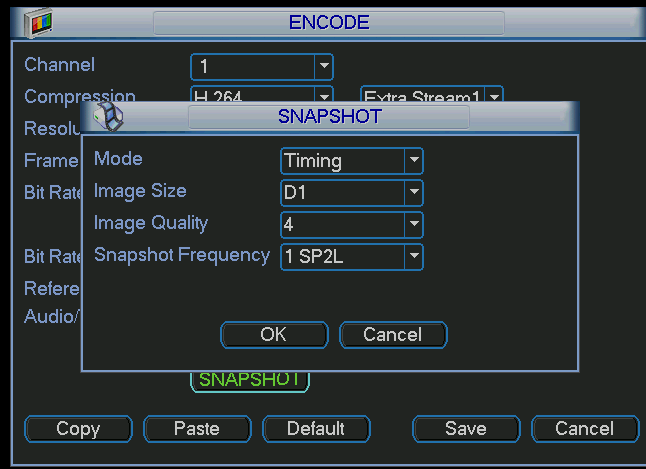 ENCODE
Channel 1
Compression H.264 Extra Stream1
SNAPSHOT
Mode Timing
Image Size D1
Image Quality 4
Snapshot Frequency 1 SP2L
OK Cancel
Resolu
Frame
Bit Rate
Bit Rate
Refere
Audio/
SNAPSHOT
Copy Paste Default Save Cancel